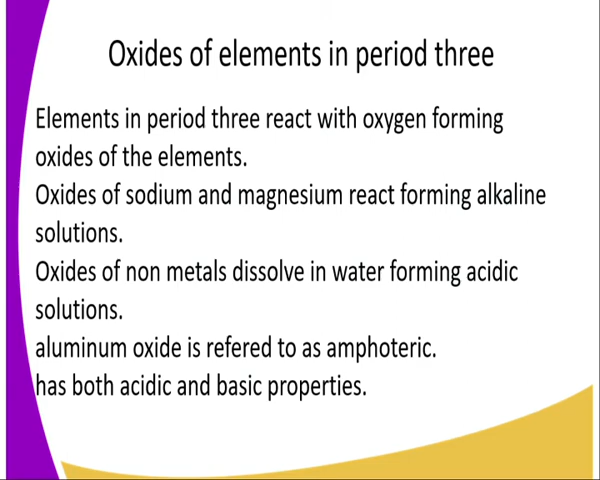 Oxides of elements in period three
Elements in period three react with oxygen forming
oxides of the elements.
Oxides of sodium and magnesium react forming alkaline
solutions.
Oxides of non metals dissolve in water forming acidic
solutions.
aluminum oxide is refered to as amphoteric.
has both acidic and basic properties.